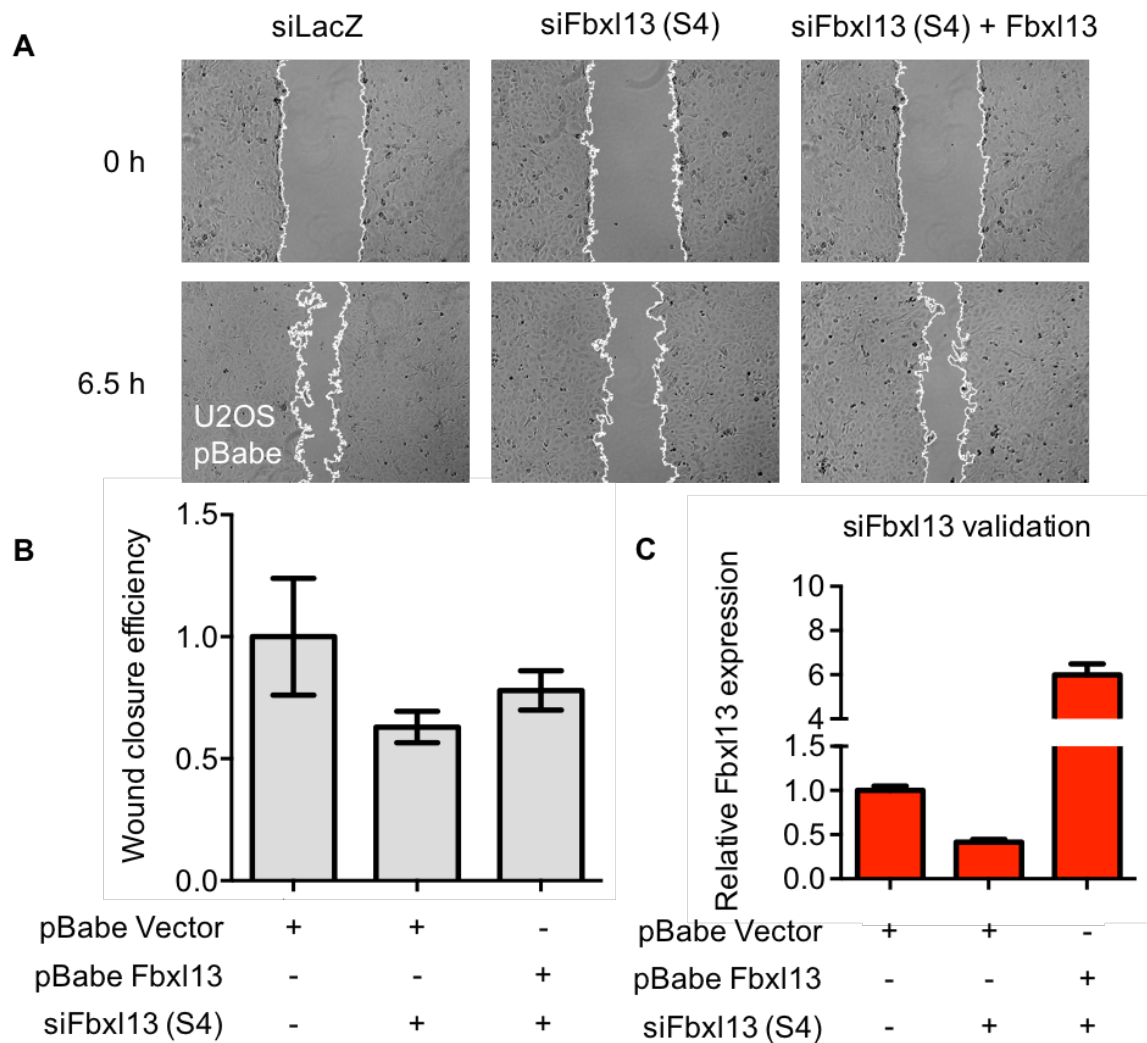 A
siLacZ
siFbxl13 (S4)
siFbxl13 (S4) + Fbxl13
0 h
6.5 h
U2OS
pBabe
B
Wound closure efficiency
1.5
1.0
0.5
0.0
pBabe Vector + + -
pBabe Fbxl13 - - +
siFbxl13 (S4) - + +
C
siFbxl13 validation
Relative Fbxl13 expression
10
8
6
4
1.5
1.0
0.5
0.0
pBabe Vector + + -
pBabe Fbxl13 - - +
siFbxl13 (S4) - + +